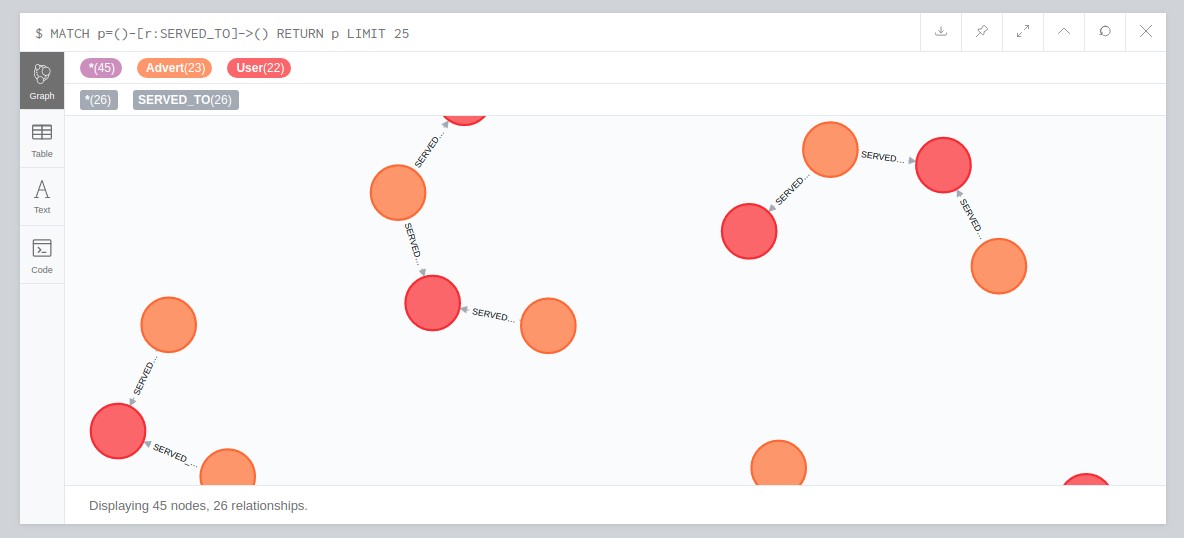 $ MATCH p=()-[r:SERVED_TO]->() RETURN p LIMIT 25
*(45) Advert(23) User(22)
*(26) SERVED_TO(26)
Graph
Table
Text
Code
SERVED…
SERVED…
SERVED…
SERVED…
SERVED…
SERVED…
SERVED…
SERVED_…
Displaying 45 nodes, 26 relationships.